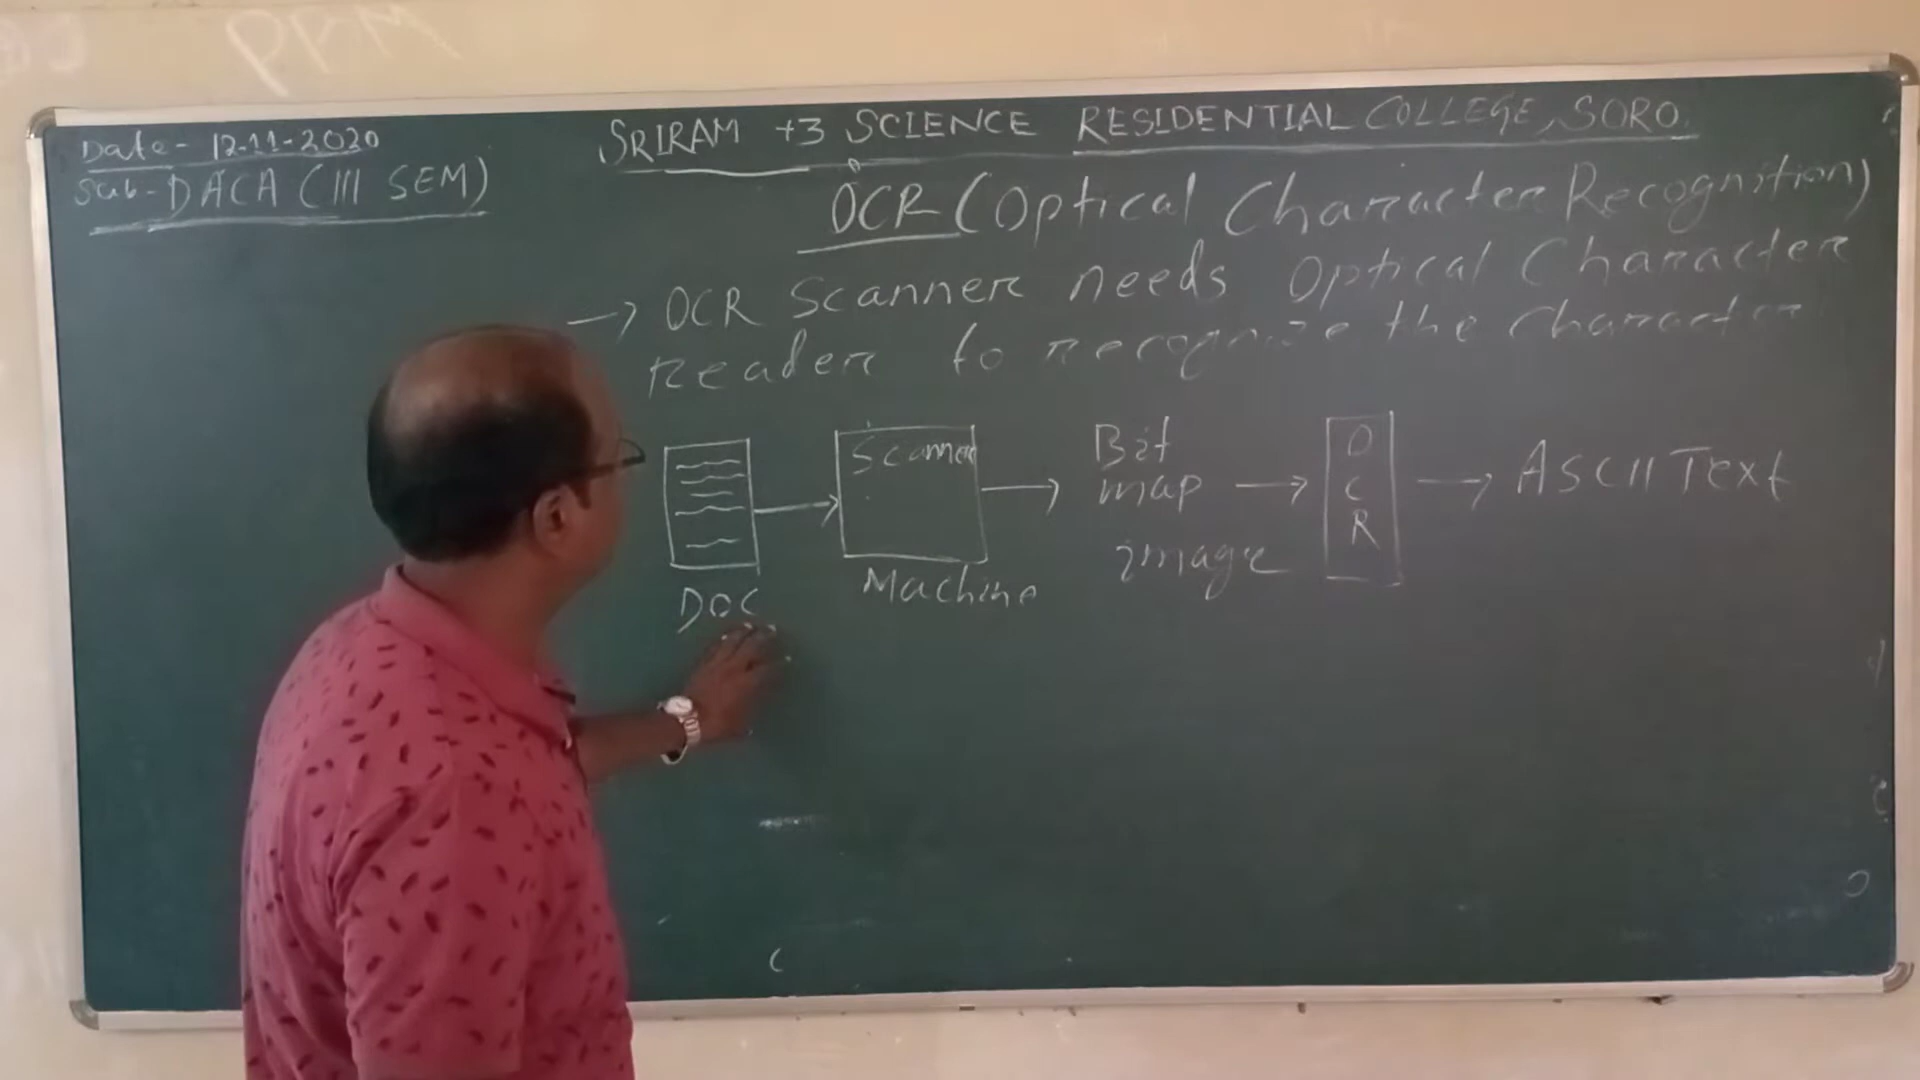 PKM
Date- 12-11-2020
Sub- DACA (III SEM)
SRIRAM +3 SCIENCE RESIDENTIAL COLLEGE, SORO.
OCR (Optical Character Recognition)
→ OCR Scanner needs Optical Character
Reader to recognize the character
DOC
Scanner
Machine
Bit
map
image
O
C
R
ASCII Text